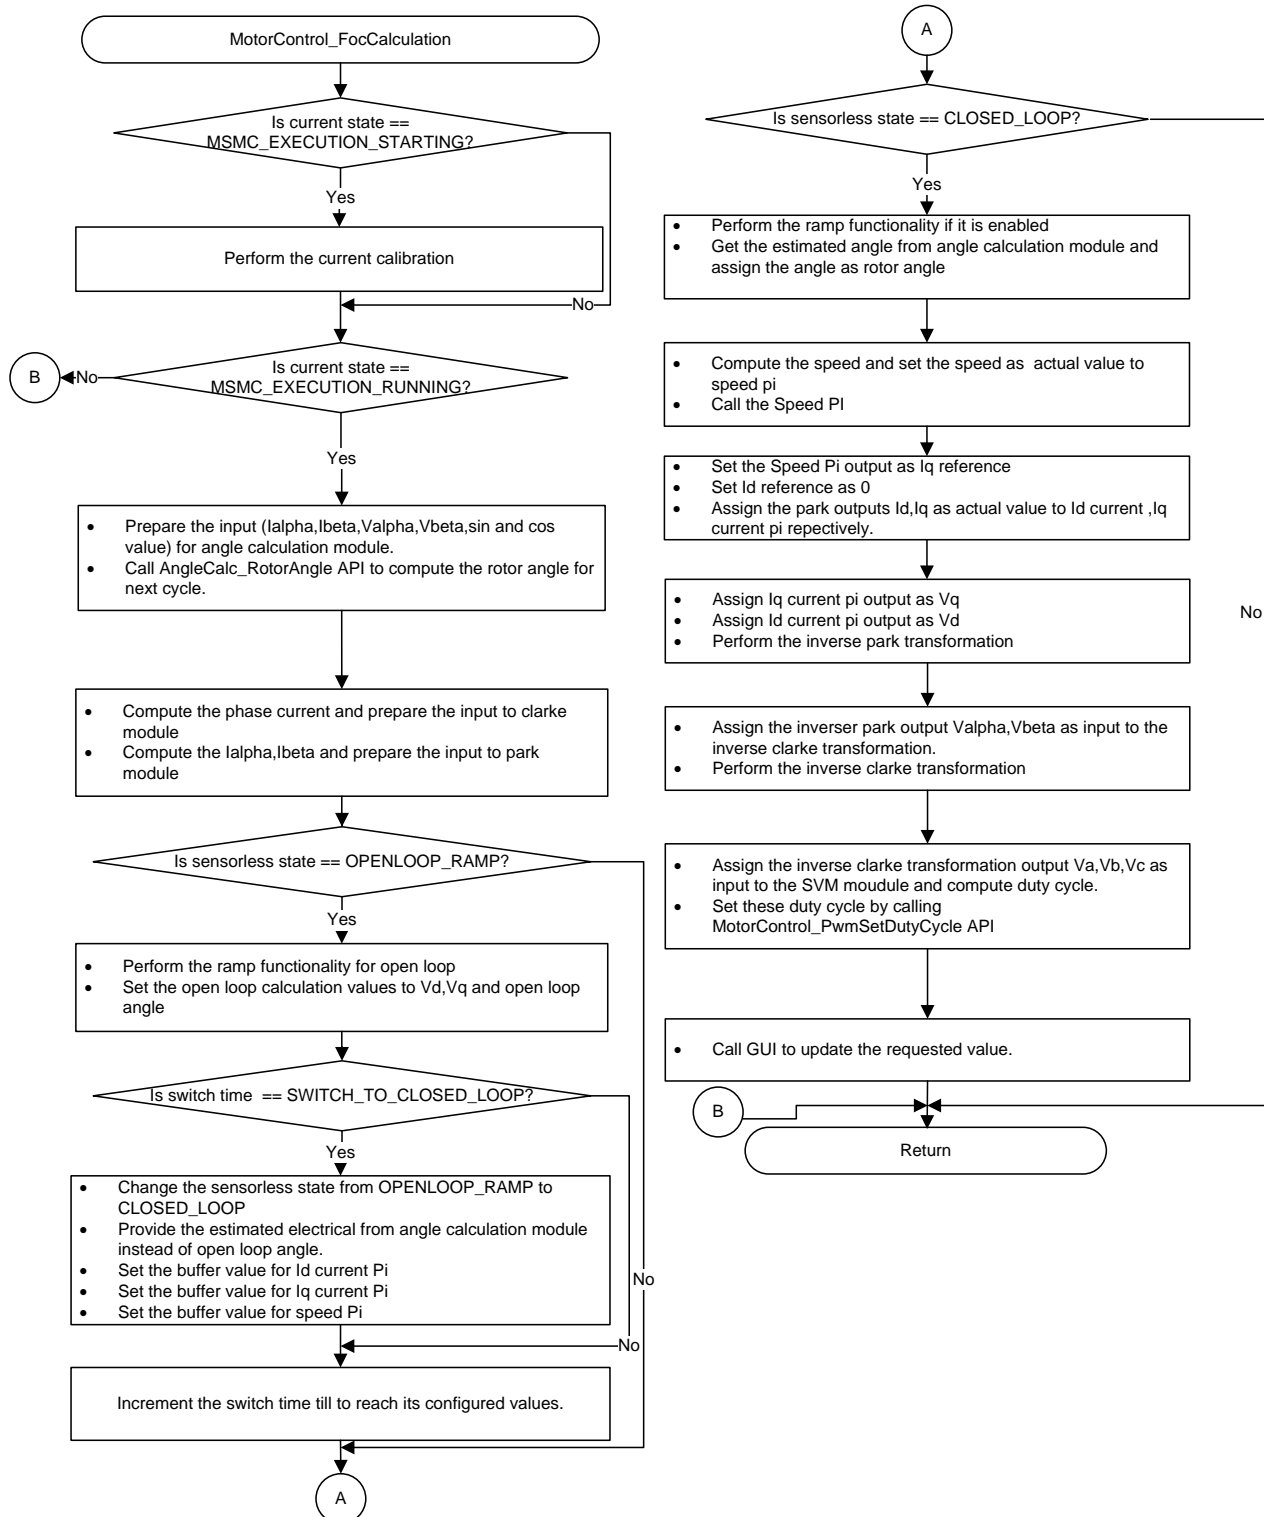 MotorControl_FocCalculation
Is current state ==
MSMC_EXECUTION_STARTING?
Yes
Perform the current calibration
No
Is current state ==
MSMC_EXECUTION_RUNNING?
No
B
Yes
• Prepare the input (Ialpha,Ibeta,Valpha,Vbeta,sin and cos
value) for angle calculation module.
• Call AngleCalc_RotorAngle API to compute the rotor angle for
next cycle.
• Compute the phase current and prepare the input to clarke
module
• Compute the Ialpha,Ibeta and prepare the input to park
module
Is sensorless state == OPENLOOP_RAMP?
Yes
• Perform the ramp functionality for open loop
• Set the open loop calculation values to Vd,Vq and open loop
angle
Is switch time == SWITCH_TO_CLOSED_LOOP?
Yes
• Change the sensorless state from OPENLOOP_RAMP to
CLOSED_LOOP
• Provide the estimated electrical from angle calculation module
instead of open loop angle.
• Set the buffer value for Id current Pi
• Set the buffer value for Iq current Pi
• Set the buffer value for speed Pi
No
No
Increment the switch time till to reach its configured values.
A
A
Is sensorless state == CLOSED_LOOP?
Yes
• Perform the ramp functionality if it is enabled
• Get the estimated angle from angle calculation module and
assign the angle as rotor angle
• Compute the speed and set the speed as actual value to
speed pi
• Call the Speed PI
• Set the Speed Pi output as Iq reference
• Set Id reference as 0
• Assign the park outputs Id,Iq as actual value to Id current ,Iq
current pi repectively.
• Assign Iq current pi output as Vq
• Assign Id current pi output as Vd
• Perform the inverse park transformation
No
• Assign the inverser park output Valpha,Vbeta as input to the
inverse clarke transformation.
• Perform the inverse clarke transformation
• Assign the inverse clarke transformation output Va,Vb,Vc as
input to the SVM moudule and compute duty cycle.
• Set these duty cycle by calling
MotorControl_PwmSetDutyCycle API
• Call GUI to update the requested value.
B
Return